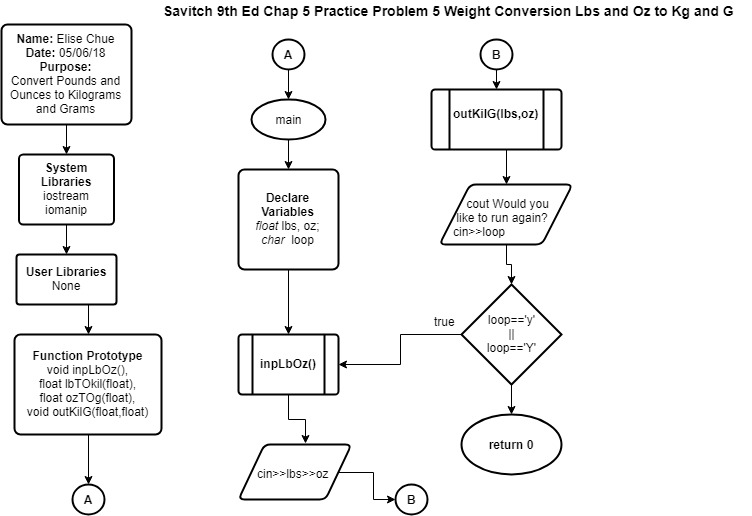 Savitch 9th Ed Chap 5 Practice Problem 5 Weight Conversion Lbs and Oz to Kg and G
Name: Elise Chue
Date: 05/06/18
Purpose:
Convert Pounds and
Ounces to Kilograms
and Grams
System
Libraries
iostream
iomanip
User Libraries
None
Function Prototype
void inpLbOz(),
float lbTOkil(float),
float ozTOg(float),
void outKilG(float,float)
A
A
main
Declare
Variables
float lbs, oz;
char loop
inpLbOz()
cin>>lbs>>oz
B
B
outKilG(lbs,oz)
cout Would you
like to run again?
cin>>loop
loop=='y'
||
loop=='Y'
true
return 0